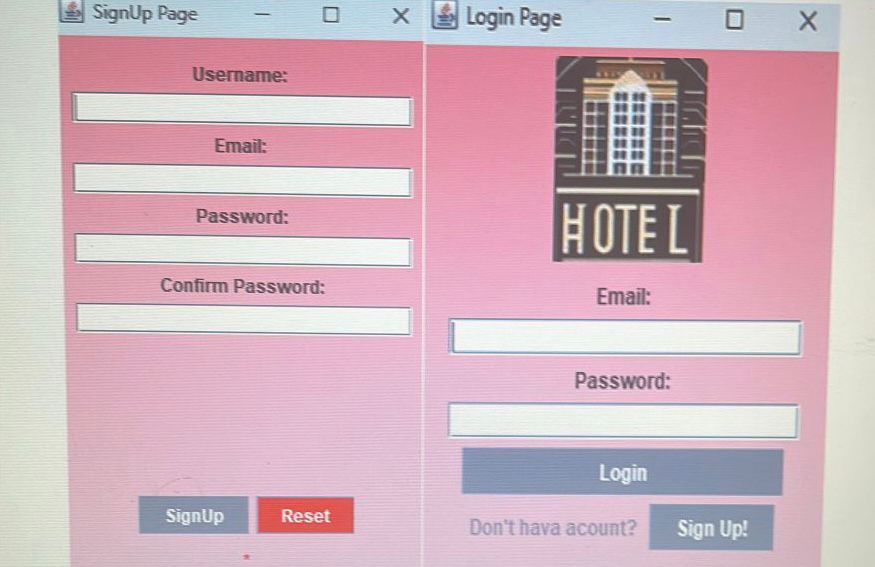 SignUp Page
Username:
Email:
Password:
Confirm Password:
SignUp
Reset
*
Login Page
HOTEL
Email:
Password:
Login
Don't hava acount?
Sign Up!